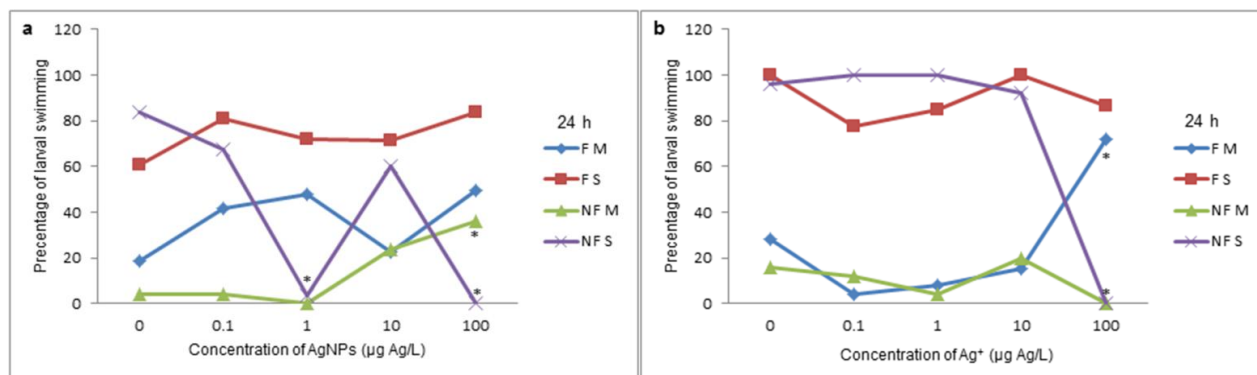 a
120
100
80
60
40
20
0
Precentage of larval swimming
0 0.1 1 10 100
Concentration of AgNPs (µg Ag/L)
24 h
F M
F S
NF M
NF S
*
*
*
b
120
100
80
60
40
20
0
Precentage of larval swimming
0 0.1 1 10 100
Concentration of Ag⁺ (µg Ag/L)
24 h
F M
F S
NF M
NF S
*
*